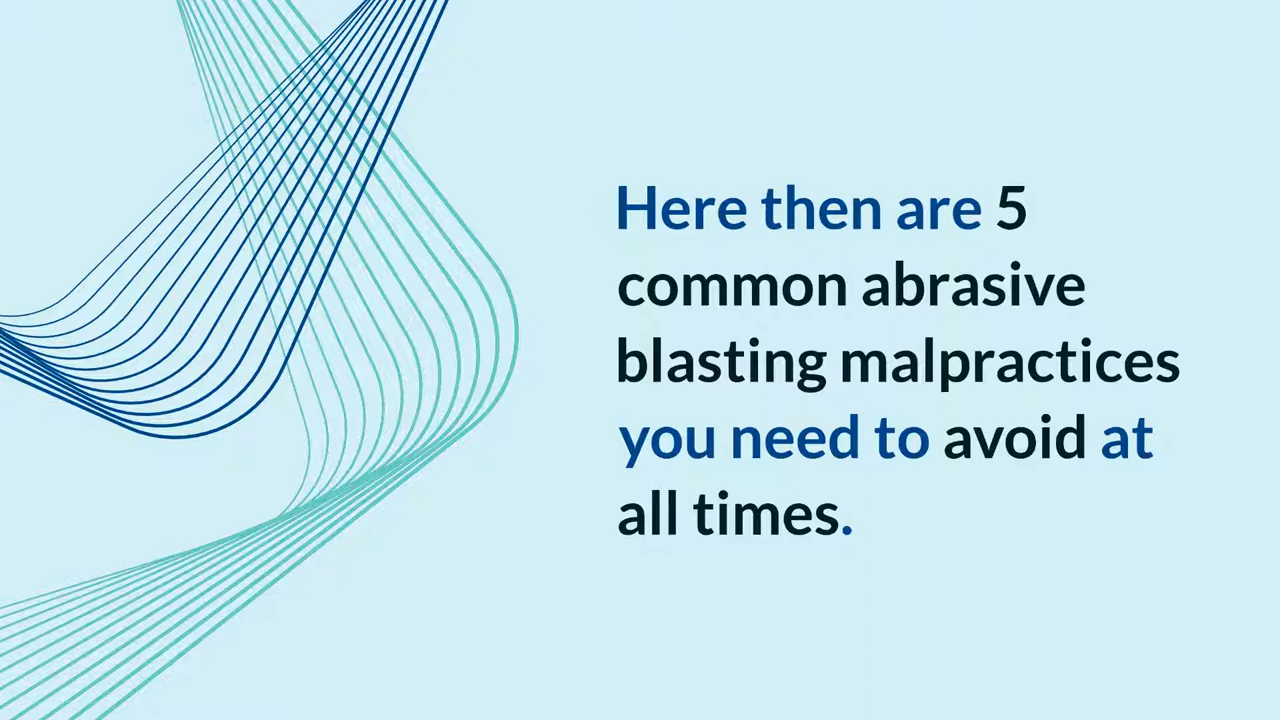 Here then are 5
common abrasive
blasting malpractices
you need to avoid at
all times.